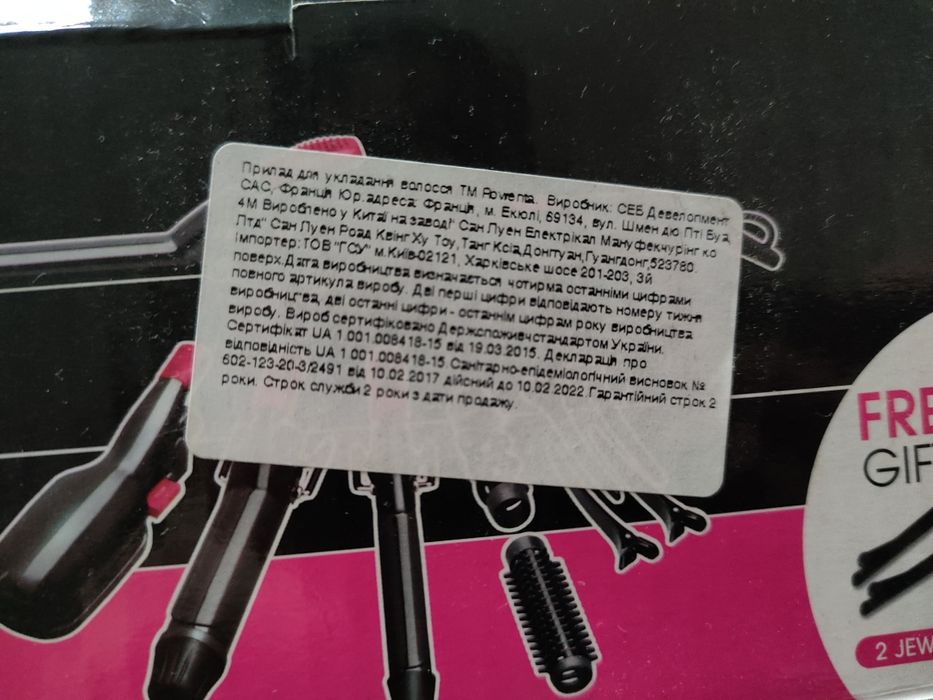 Прилад для укладання волосся ТМ Rowenta. Виробник: СЕБ Девелопмент
САС, Франція Юр.адреса: Франція, м. Екюлі, 69134, вул. Шмен дю Пті Буа,
4М Вироблено у Китаї на заводі" Сан Луен Електрікал Мануфекчурінг ко
Лтд" Сан Луен Роад Квінг Ху Тоу, Танг Ксіа,Донггуан,Гуангдонг,523780.
Імпортер: ТОВ "ГСУ" м.Київ-02121, Харківське шосе 201-203, 3й
поверх.Дата виробництва визначається чотирма останніми цифрами
повного артикула виробу. Дві перші цифри відповідають номеру тижня
виробництва, дві останні цифри - останнім цифрам року виробництва
виробу. Вироб сертифіковано Держспоживчстандартом України.
Сертифікат UA 1.001.008418-15 від 19.03.2015. Декларація про
відповідність UA 1.001.008418-15. Санітарно-епідеміологічний висновок №
602-123-20-3/2491 від 10.02.2017 дійсний до 10.02.2022.Гарантійний строк 2
роки. Строк служби 2 роки з дати продажу.
FRE
GIF
2 JEW